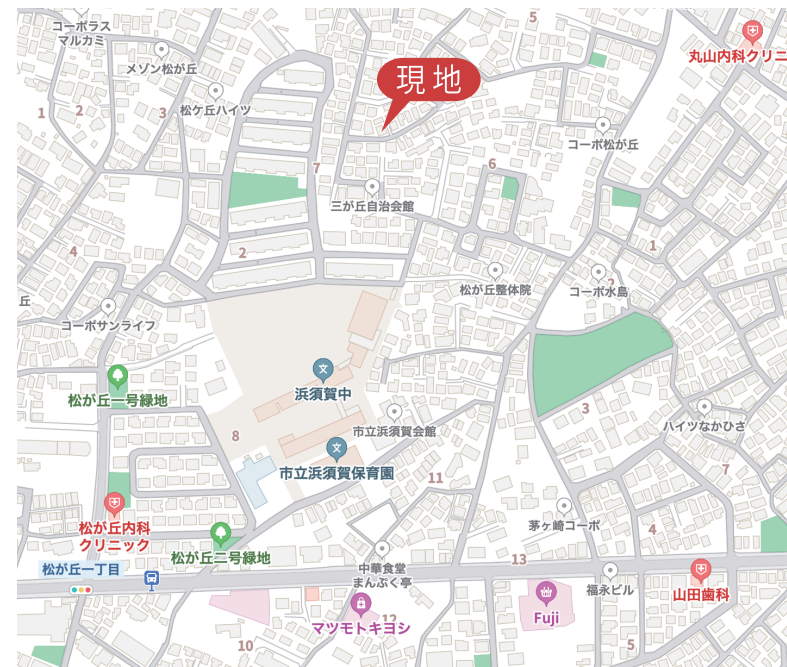 コーポラス
マルカミ
5
丸山内科クリニ
メゾン松が丘
現地
1
2
3
松ケ丘ハイツ
コーポ松が丘
7
6
三が丘自治会館
4
2
1
松が丘整体院
2
コーポ水島
丘
コーポサンライフ
浜須賀中
松が丘一号緑地
3
8
市立浜須賀会館
ハイツなかひさ
市立浜須賀保育園
7
11
松が丘内科
クリニック
茅ヶ崎コーポ
4
松が丘二号緑地
13
松が丘一丁目
中華食堂
まんぷく亭
福永ビル
山田歯科
12
Fuji
マツモトキヨシ
10
5